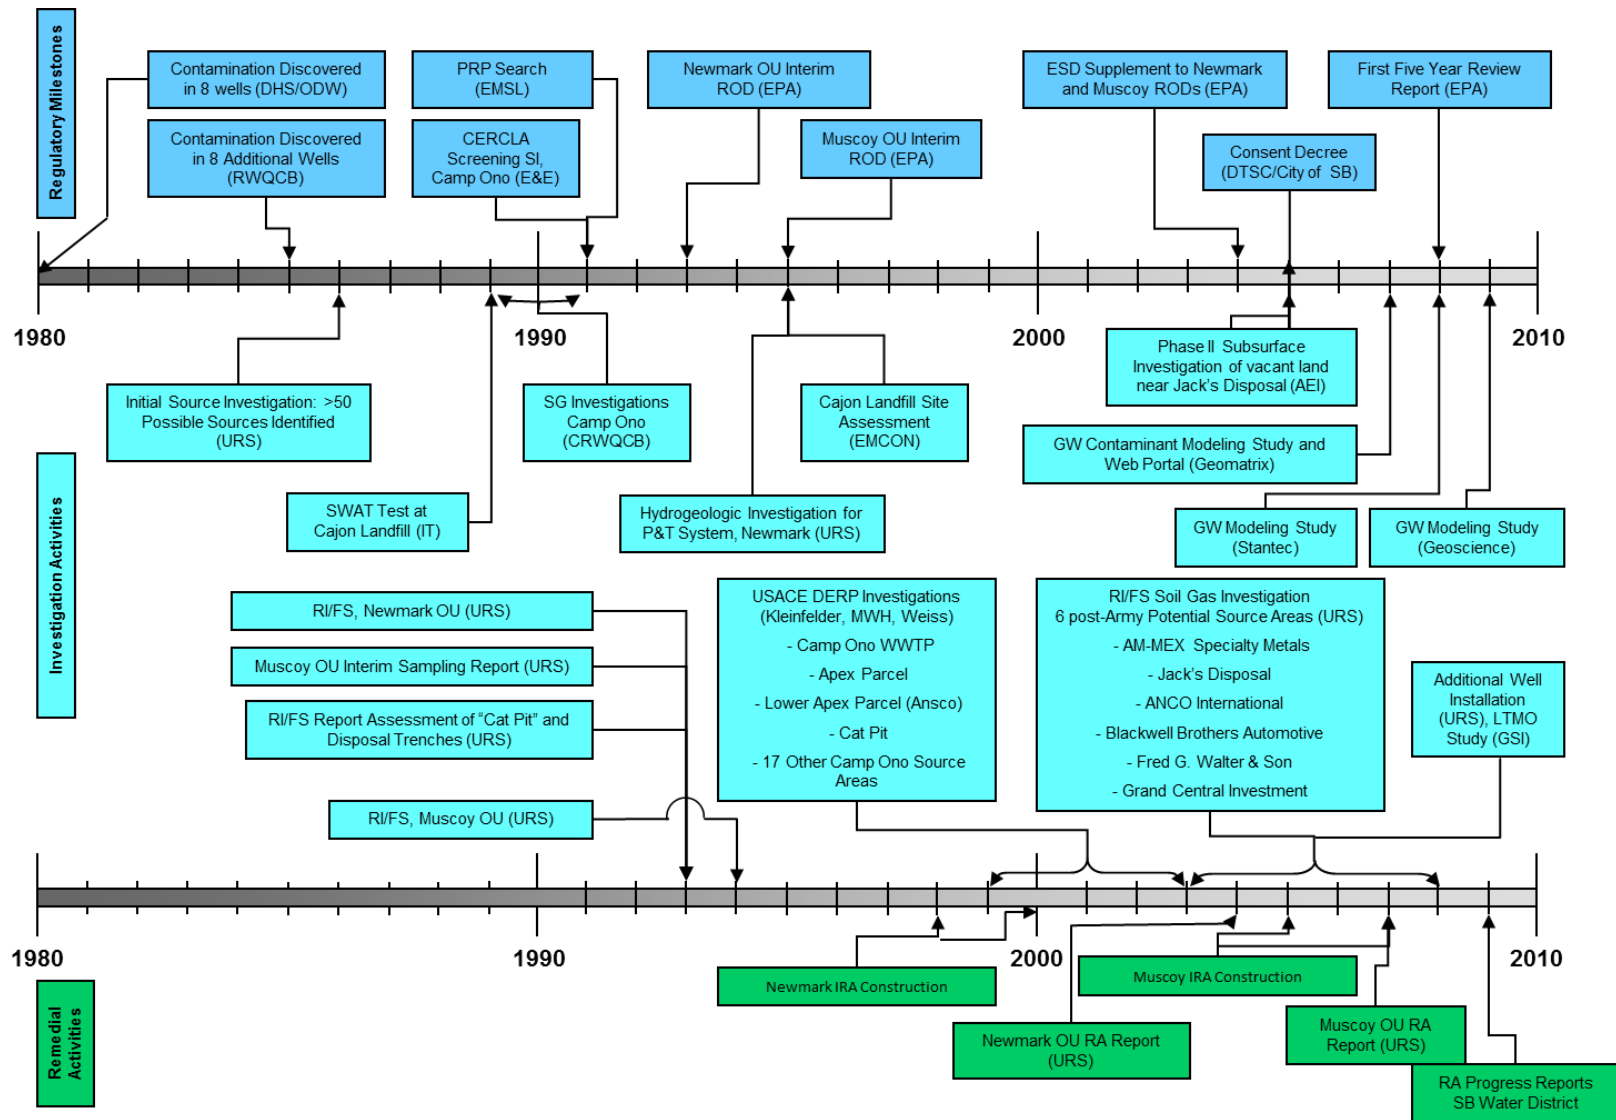 Regulatory Milestones
Contamination Discovered
in 8 wells (DHS/ODW)
Contamination Discovered
in 8 Additional Wells
(RWQCB)
PRP Search
(EMSL)
CERCLA
Screening SI,
Camp Ono (E&E)
Newmark OU Interim
ROD (EPA)
Muscoy OU Interim
ROD (EPA)
ESD Supplement to Newmark
and Muscoy RODs (EPA)
Consent Decree
(DTSC/City of SB)
First Five Year Review
Report (EPA)
1980
1990
2000
2010
Investigation Activities
Initial Source Investigation: >50
Possible Sources Identified
(URS)
SWAT Test at
Cajon Landfill (IT)
SG Investigations
Camp Ono
(CRWQCB)
Hydrogeologic Investigation for
P&T System, Newmark (URS)
Cajon Landfill Site
Assessment
(EMCON)
Phase II Subsurface
Investigation of vacant land
near Jack's Disposal (AEI)
GW Contaminant Modeling Study and
Web Portal (Geomatrix)
GW Modeling Study
(Stantec)
GW Modeling Study
(Geoscience)
RI/FS, Newmark OU (URS)
Muscoy OU Interim Sampling Report (URS)
RI/FS Report Assessment of “Cat Pit” and
Disposal Trenches (URS)
RI/FS, Muscoy OU (URS)
USACE DERP Investigations
(Kleinfelder, MWH, Weiss)
- Camp Ono WWTP
- Apex Parcel
- Lower Apex Parcel (Ansco)
- Cat Pit
- 17 Other Camp Ono Source
Areas
RI/FS Soil Gas Investigation
6 post-Army Potential Source Areas (URS)
- AM-MEX Specialty Metals
- Jack's Disposal
- ANCO International
- Blackwell Brothers Automotive
- Fred G. Walter & Son
- Grand Central Investment
Additional Well
Installation
(URS), LTMO
Study (GSI)
1980
1990
2000
2010
Remedial
Activities
Newmark IRA Construction
Newmark OU RA Report
(URS)
Muscoy IRA Construction
Muscoy OU RA
Report (URS)
RA Progress Reports
SB Water District